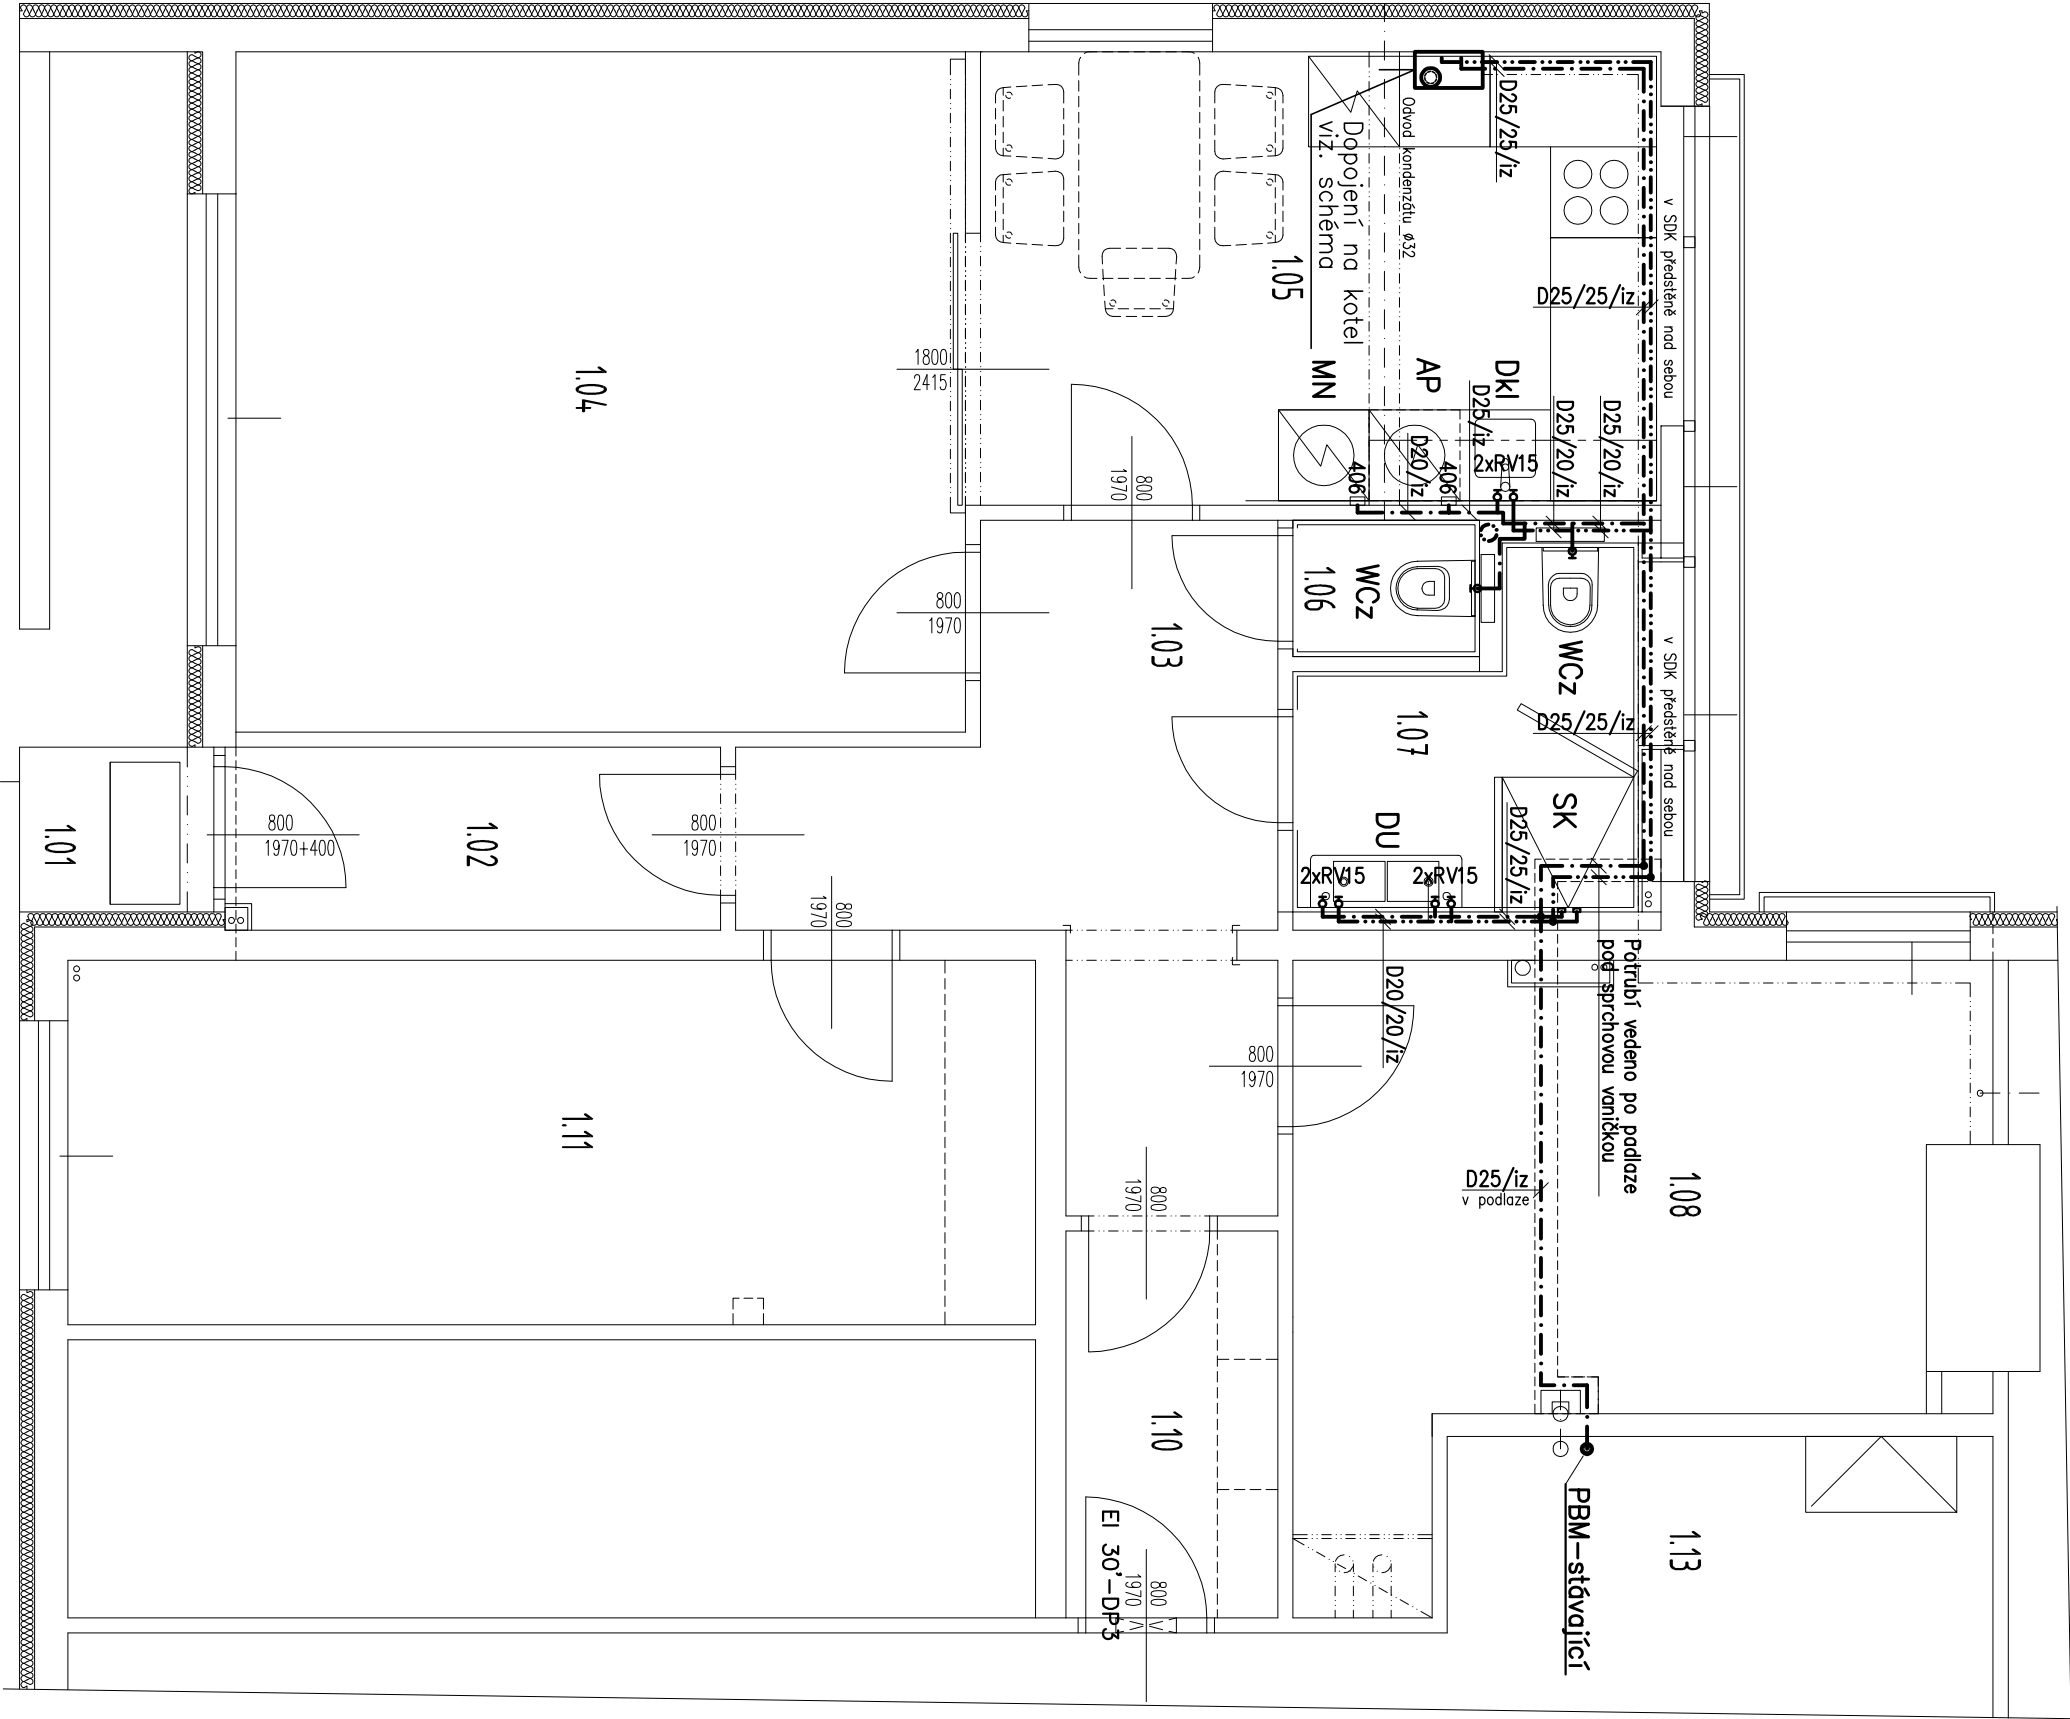 D25/25/iz
Odvod kondenzátu ø32
Dopojení na kotel
viz. schéma
1.05
v SDK předstěně nad sebou
D25/25/iz
MN
AP
Dkl
D25/iz
D20/iz
D25/20/iz
D25/20/iz
406
406
2xRV15
1.04
1800
2415
800
1970
800
1970
1.03
1.06
WCz
WCz
v SDK předstěně nad sebou
D25/25/iz
1.07
SK
DU
D25/25/iz
2xRV15
2xRV15
1.01
800
1970+400
1.02
800
1970
800
1970
D20/20/iz
Potrubí vedeno po padlaze
pod sprchovou vaničkou
800
1970
1.11
D25/iz
v podlaze
1.08
800
1970
1.10
EI 30'-DP3
800
1970
PBM-stávající
1.13